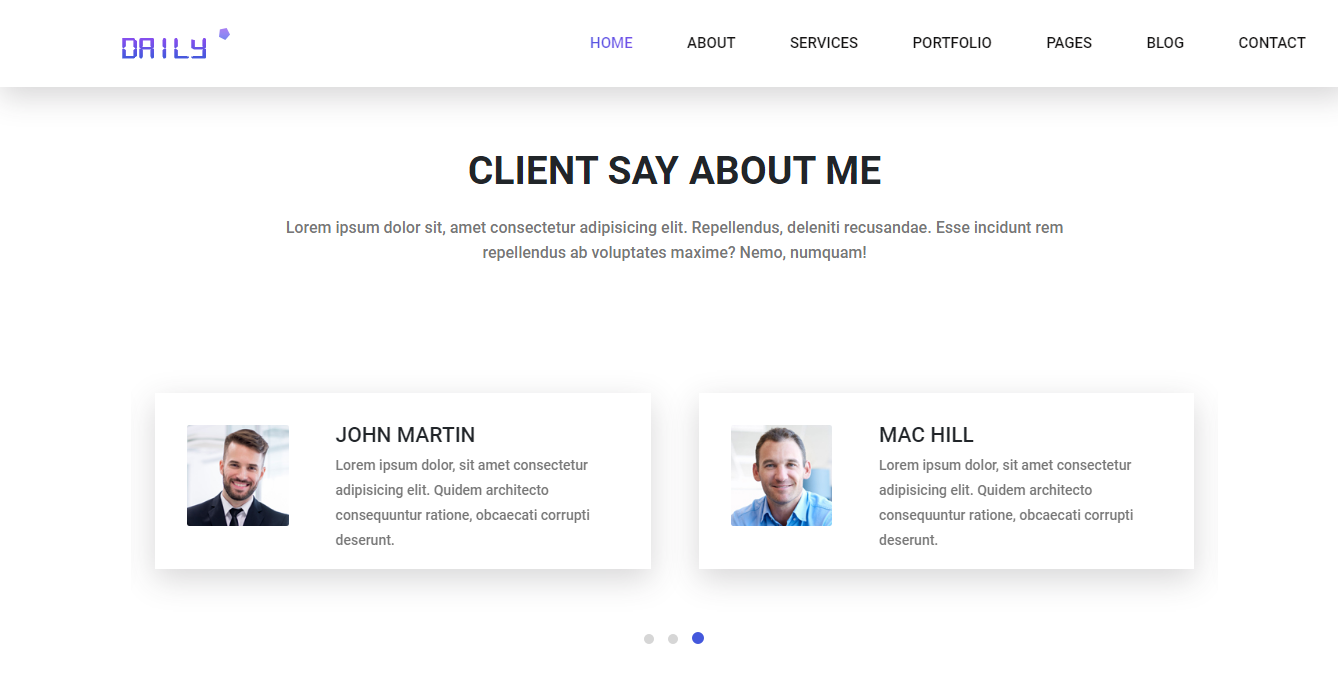 DAILY
HOME ABOUT SERVICES PORTFOLIO PAGES BLOG CONTACT
CLIENT SAY ABOUT ME
Lorem ipsum dolor sit, amet consectetur adipisicing elit. Repellendus, deleniti recusandae. Esse incidunt rem
repellendus ab voluptates maxime? Nemo, numquam!
JOHN MARTIN
Lorem ipsum dolor, sit amet consectetur
adipisicing elit. Quidem architecto
consequuntur ratione, obcaecati corrupti
deserunt.
MAC HILL
Lorem ipsum dolor, sit amet consectetur
adipisicing elit. Quidem architecto
consequuntur ratione, obcaecati corrupti
deserunt.